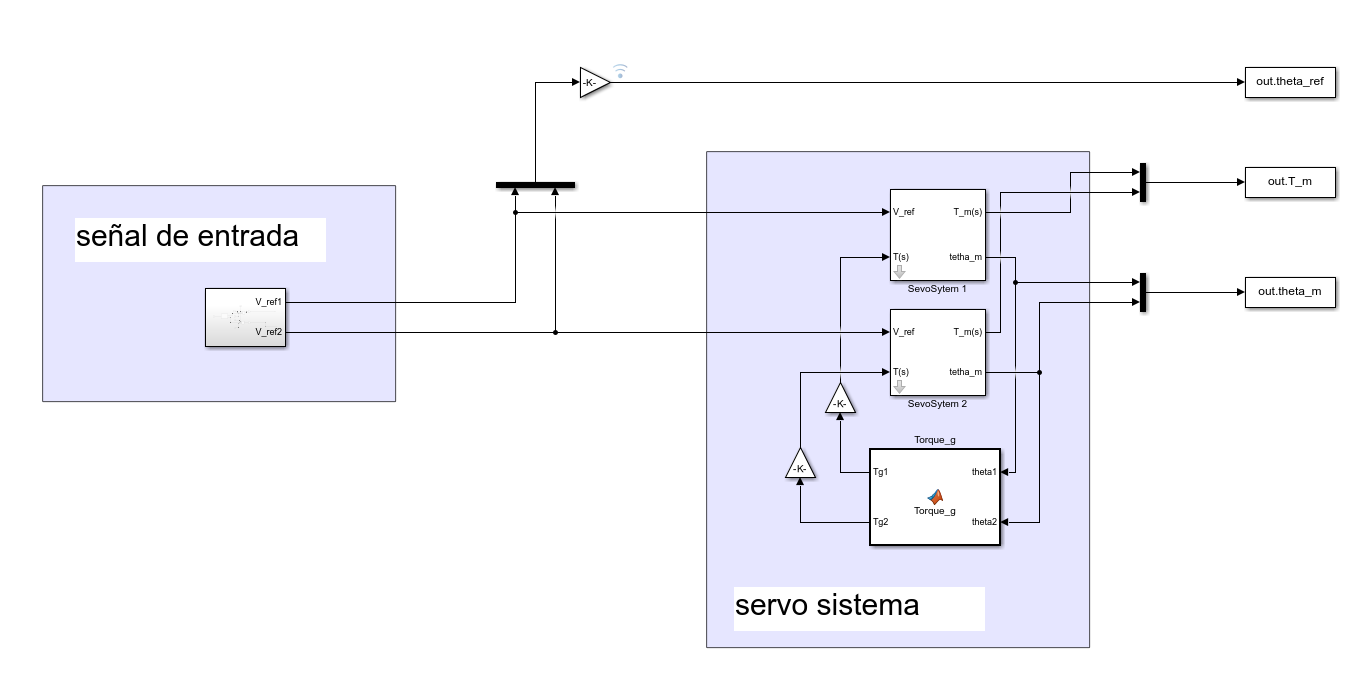 -K-
out.theta_ref
señal de entrada
V_ref1
V_ref2
V_ref
T_m(s)
T(s)
tetha_m
SevoSytem 1
V_ref
T_m(s)
T(s)
tetha_m
SevoSytem 2
out.T_m
out.theta_m
-K-
-K-
Torque_g
Tg1
theta1
Torque_g
Tg2
theta2
servo sistema